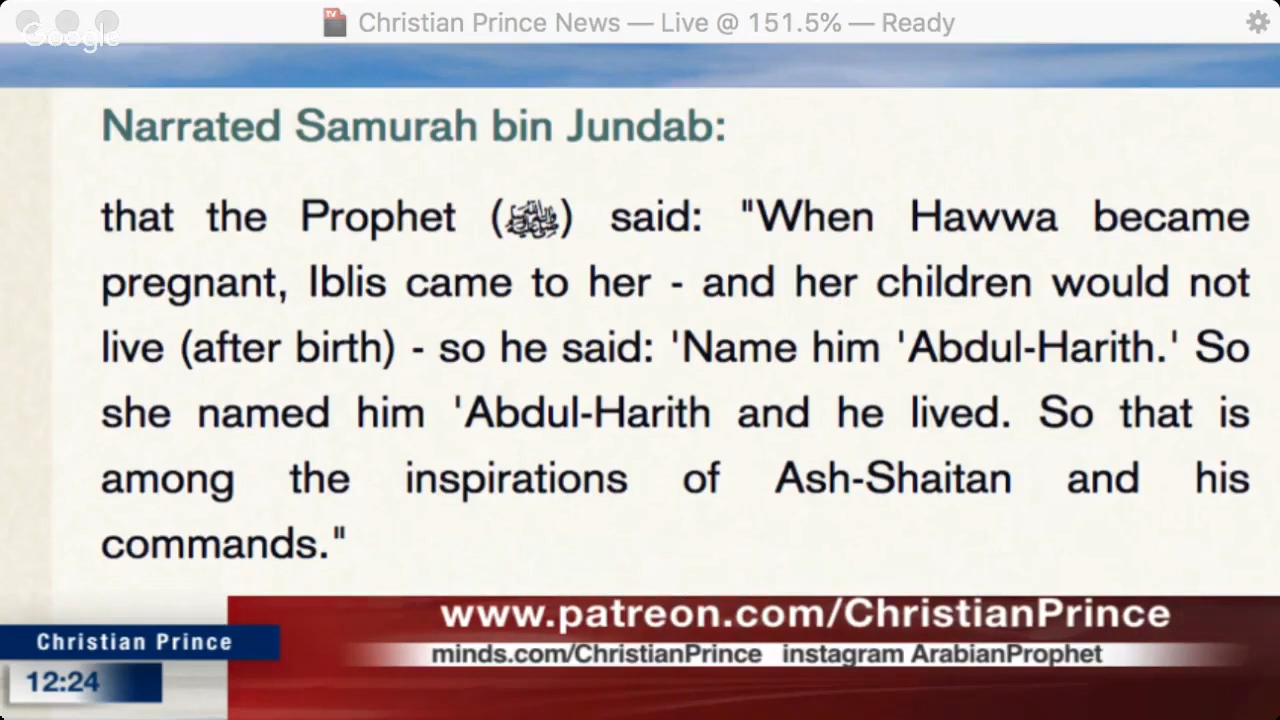 Christian Prince News — Live @ 151.5% — Ready
Google
Narrated Samurah bin Jundab:
that the Prophet (ﷺ) said: "When Hawwa became
pregnant, Iblis came to her - and her children would not
live (after birth) - so he said: 'Name him 'Abdul-Harith.' So
she named him 'Abdul-Harith and he lived. So that is
among the inspirations of Ash-Shaitan and his
commands."
www.patreon.com/ChristianPrince
Christian Prince
minds.com/ChristianPrince instagram ArabianProphet
12:24